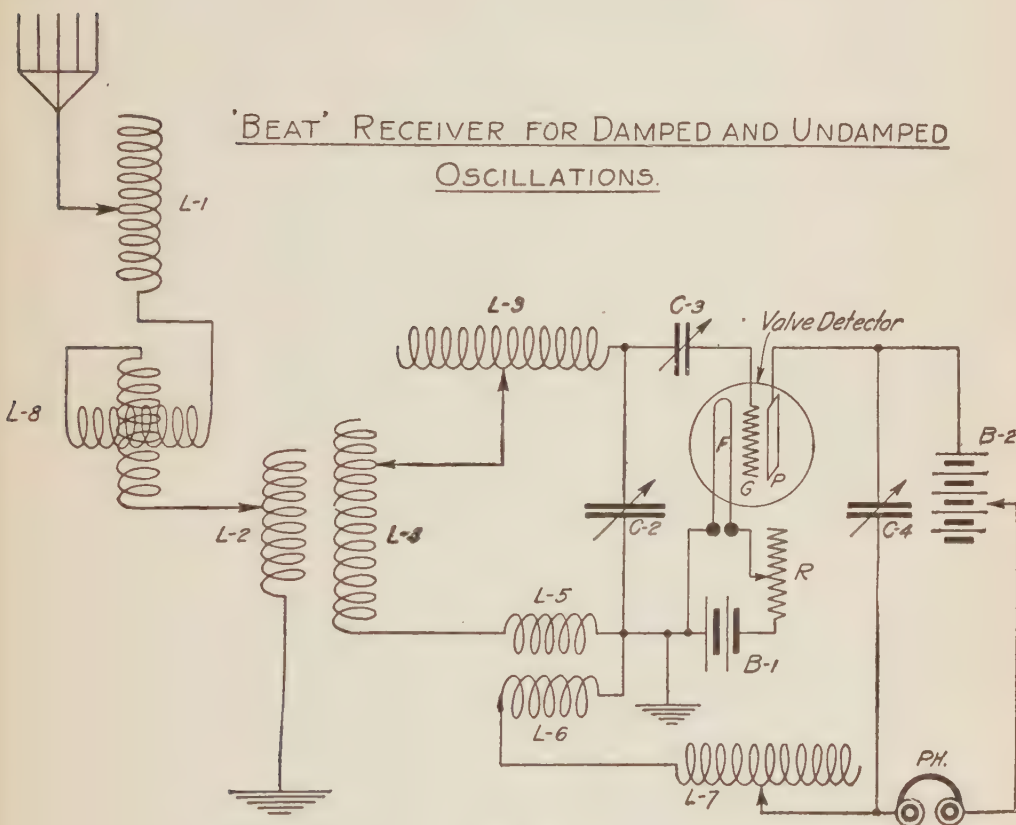 'BEAT' RECEIVER FOR DAMPED AND UNDAMPED
OSCILLATIONS.
L-1
L-8
L-2
L-3
L-3
C-3
Valve Detector
F
G
P
B-2
C-2
C-4
R
L-5
B-1
L-6
L-7
PH.